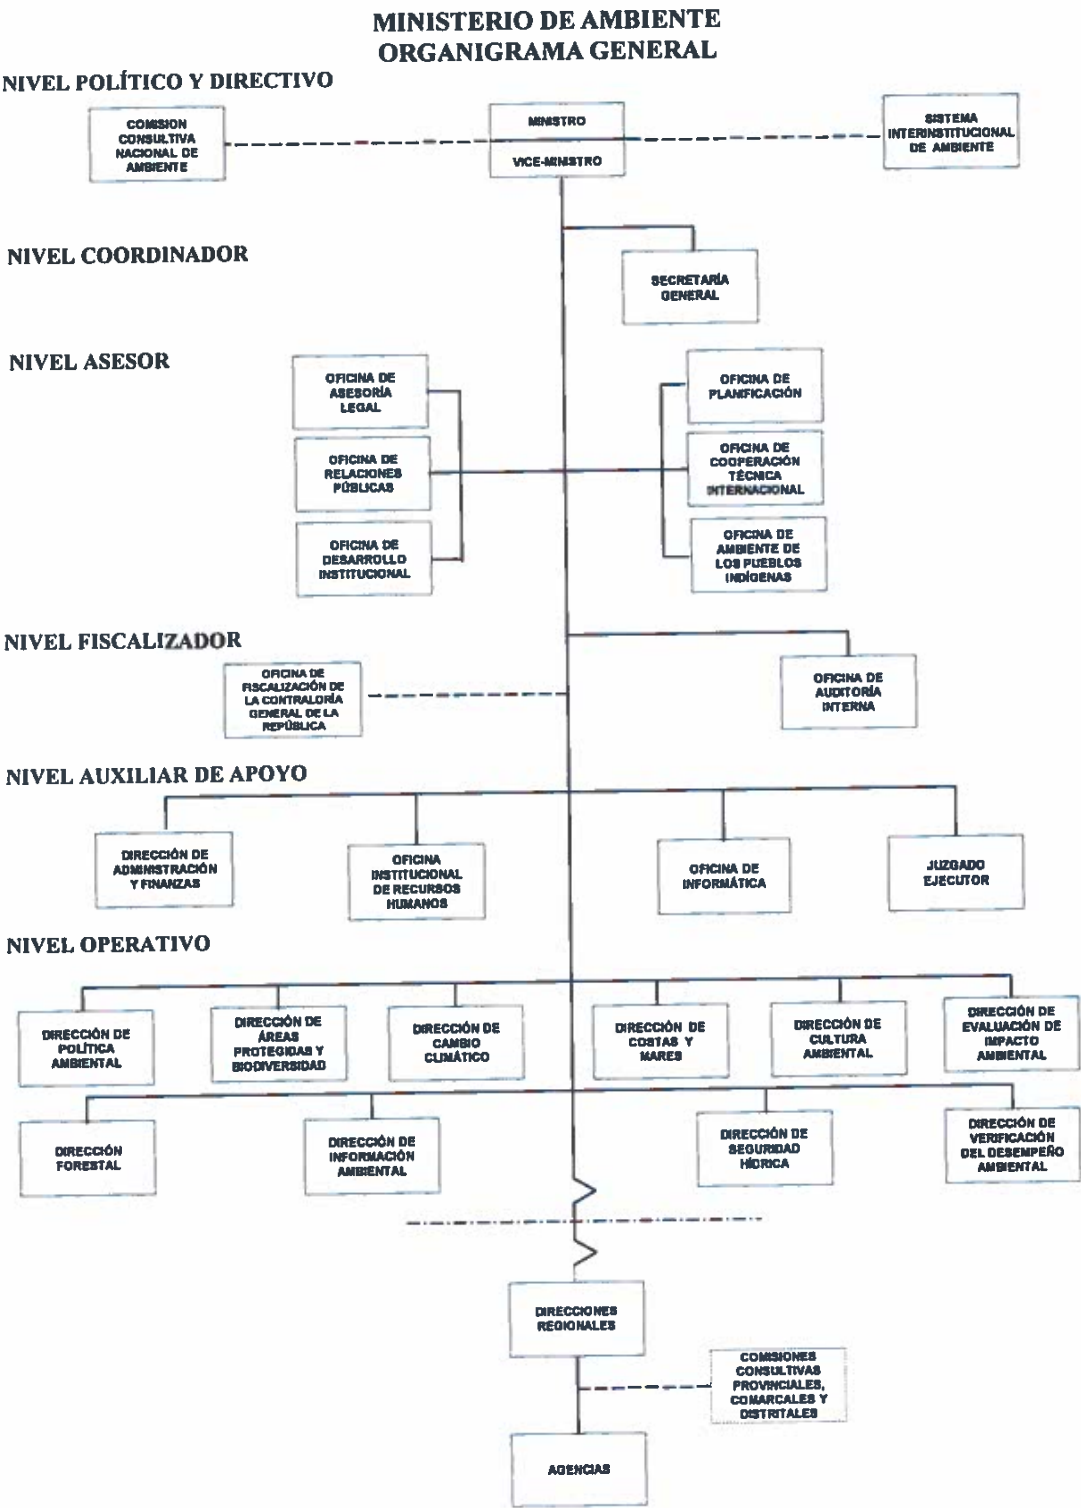 MINISTERIO DE AMBIENTE
ORGANIGRAMA GENERAL
NIVEL POLÍTICO Y DIRECTIVO
COMISION
CONSULTIVA
NACIONAL DE
AMBIENTE
MINISTRO
VICE-MINISTRO
SISTEMA
INTERINSTITUCIONAL
DE AMBIENTE
NIVEL COORDINADOR
SECRETARÍA
GENERAL
NIVEL ASESOR
OFICINA DE
ASESORÍA
LEGAL
OFICINA DE
PLANIFICACIÓN
OFICINA DE
RELACIONES
PÚBLICAS
OFICINA DE
COOPERACIÓN
TÉCNICA
INTERNACIONAL
OFICINA DE
DESARROLLO
INSTITUCIONAL
OFICINA DE
AMBIENTE DE
LOS PUEBLOS
INDÍGENAS
NIVEL FISCALIZADOR
OFICINA DE
FISCALIZACIÓN DE
LA CONTRALORÍA
GENERAL DE LA
REPÚBLICA
OFICINA DE
AUDITORÍA
INTERNA
NIVEL AUXILIAR DE APOYO
DIRECCIÓN DE
ADMINISTRACIÓN
Y FINANZAS
OFICINA
INSTITUCIONAL
DE RECURSOS
HUMANOS
OFICINA DE
INFORMÁTICA
JUZGADO
EJECUTOR
NIVEL OPERATIVO
DIRECCIÓN DE
POLÍTICA
AMBIENTAL
DIRECCIÓN DE
ÁREAS
PROTEGIDAS Y
BIODIVERSIDAD
DIRECCIÓN DE
CAMBIO
CLIMÁTICO
DIRECCIÓN DE
COSTAS Y
MARES
DIRECCIÓN DE
CULTURA
AMBIENTAL
DIRECCIÓN DE
EVALUACIÓN DE
IMPACTO
AMBIENTAL
DIRECCIÓN
FORESTAL
DIRECCIÓN DE
INFORMACIÓN
AMBIENTAL
DIRECCIÓN DE
SEGURIDAD
HÍDRICA
DIRECCIÓN DE
VERIFICACIÓN
DEL DESEMPEÑO
AMBIENTAL
DIRECCIONES
REGIONALES
COMISIONES
CONSULTIVAS
PROVINCIALES,
COMARCALES Y
DISTRITALES
AGENCIAS